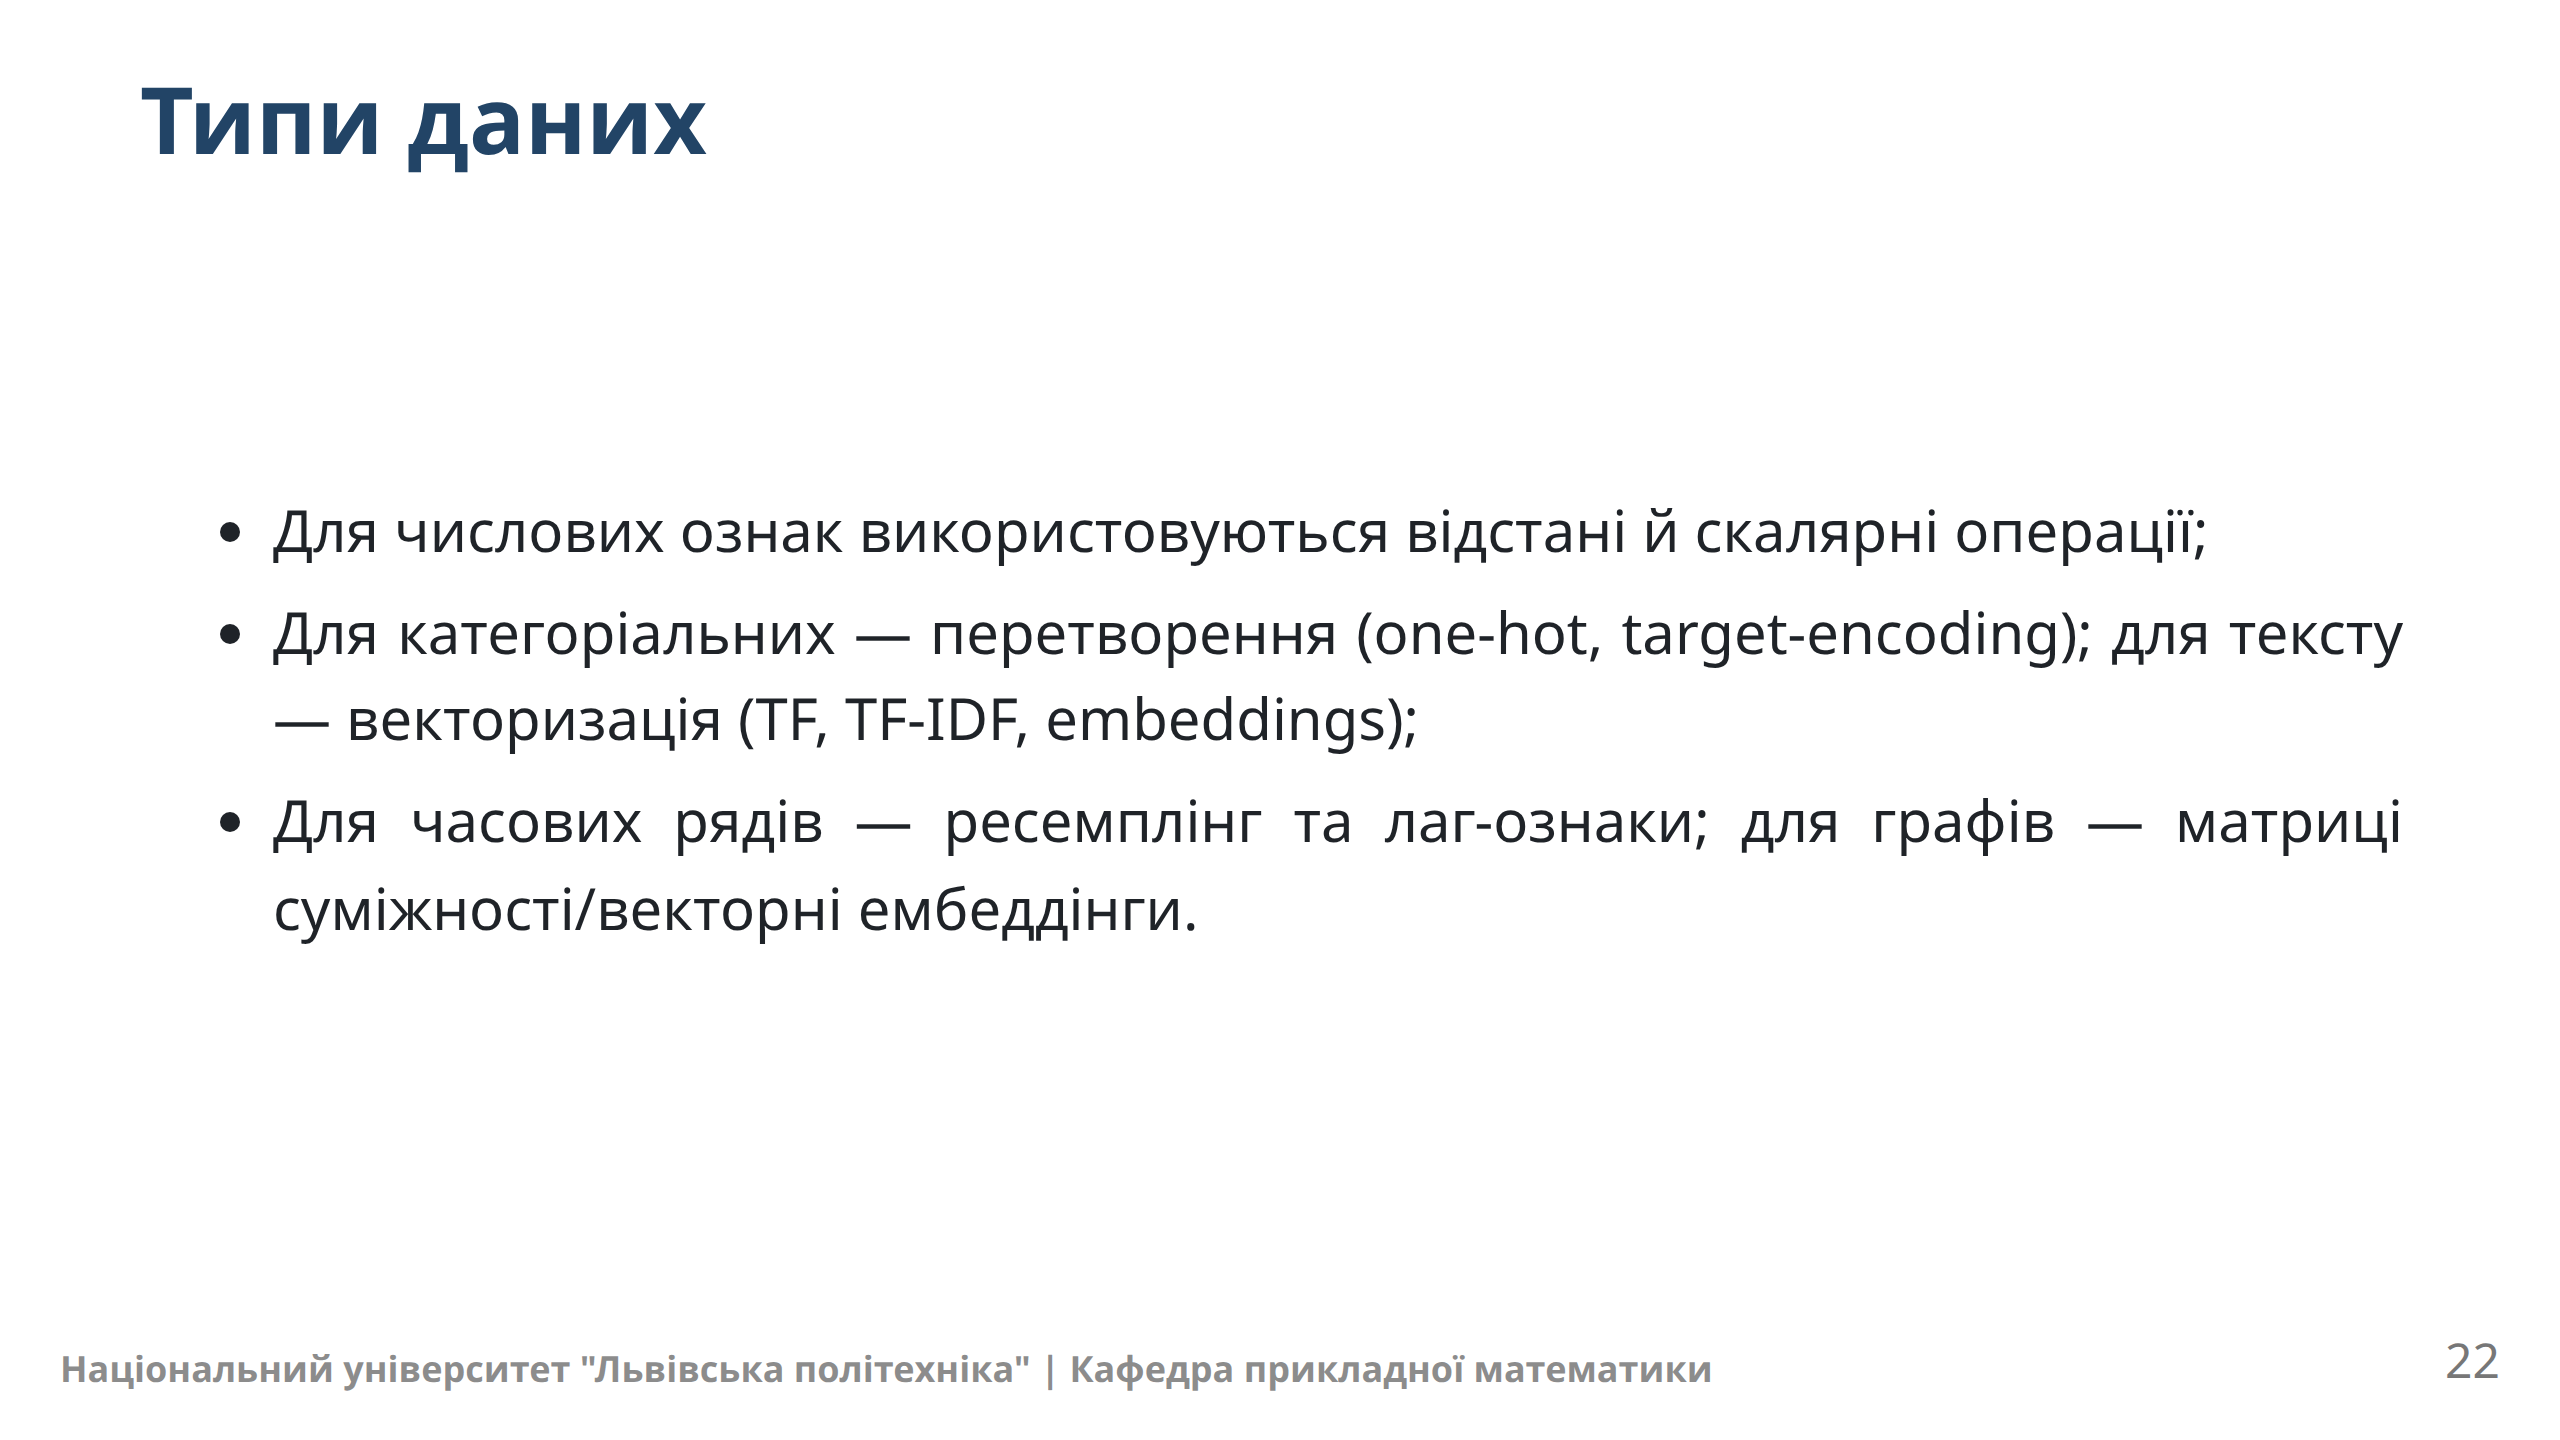 Типи даних
• Для числових ознак використовуються відстані й скалярні операції;
• Для категоріальних — перетворення (one-hot, target-encoding); для тексту
— векторизація (TF, TF-IDF, embeddings);
• Для часових рядів — ресемплінг та лаг-ознаки; для графів — матриці
суміжності/векторні ембеддінги.
Національний університет "Львівська політехніка" | Кафедра прикладної математики
22